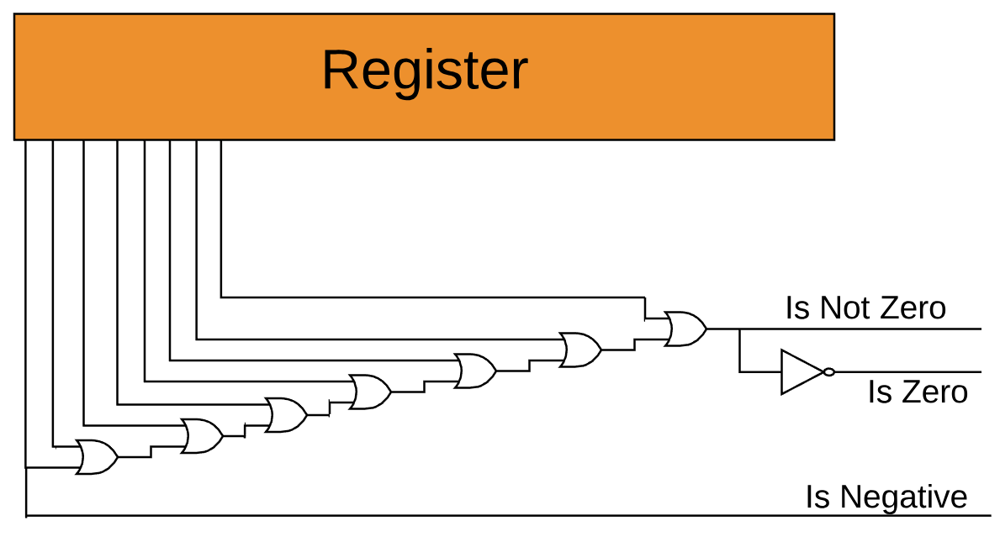 Register
Is Not Zero
Is Zero
Is Negative